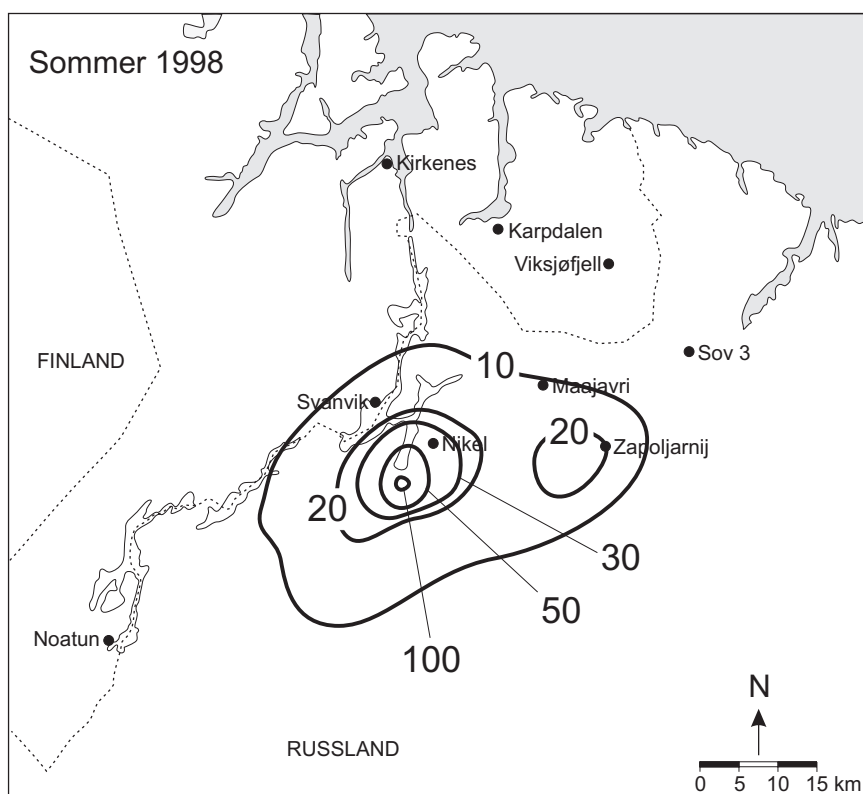 Sommer 1998
Kirkenes
Karpdalen
Viksjøfjell
Sov 3
FINLAND
10
Maajavri
Svanvik
20
Nikel
Zapoljarnij
20
30
50
100
Noatun
N
RUSSLAND
0 5 10 15 km